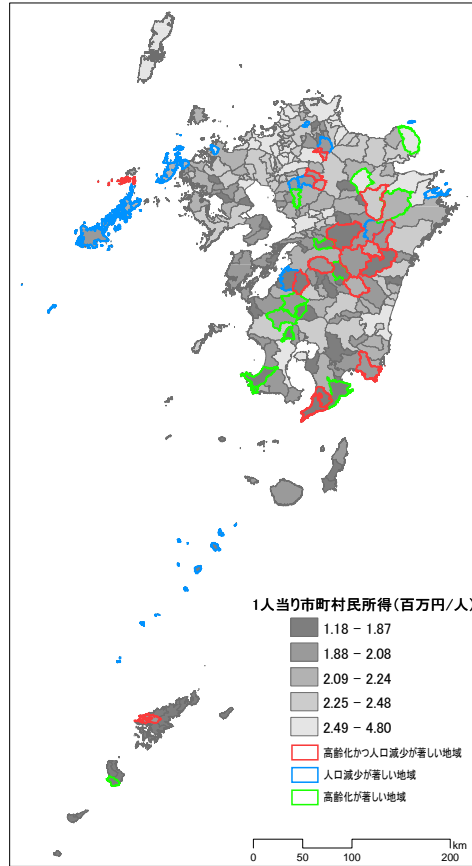 1人当り市町村民所得(百万円/人)
1.18 − 1.87
1.88 − 2.08
2.09 − 2.24
2.25 − 2.48
2.49 − 4.80
高齢化かつ人口減少が著しい地域
人口減少が著しい地域
高齢化が著しい地域
km
0 50 100 200